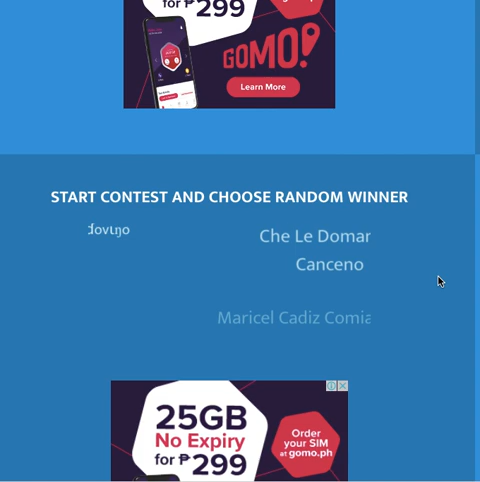 for ₱299
GOMO!
Learn More
START CONTEST AND CHOOSE RANDOM WINNER
Che Le Domar
Canceno
Maricel Cadiz Comia
25GB
No Expiry
for ₱299
Order
your SIM
at gomo.ph